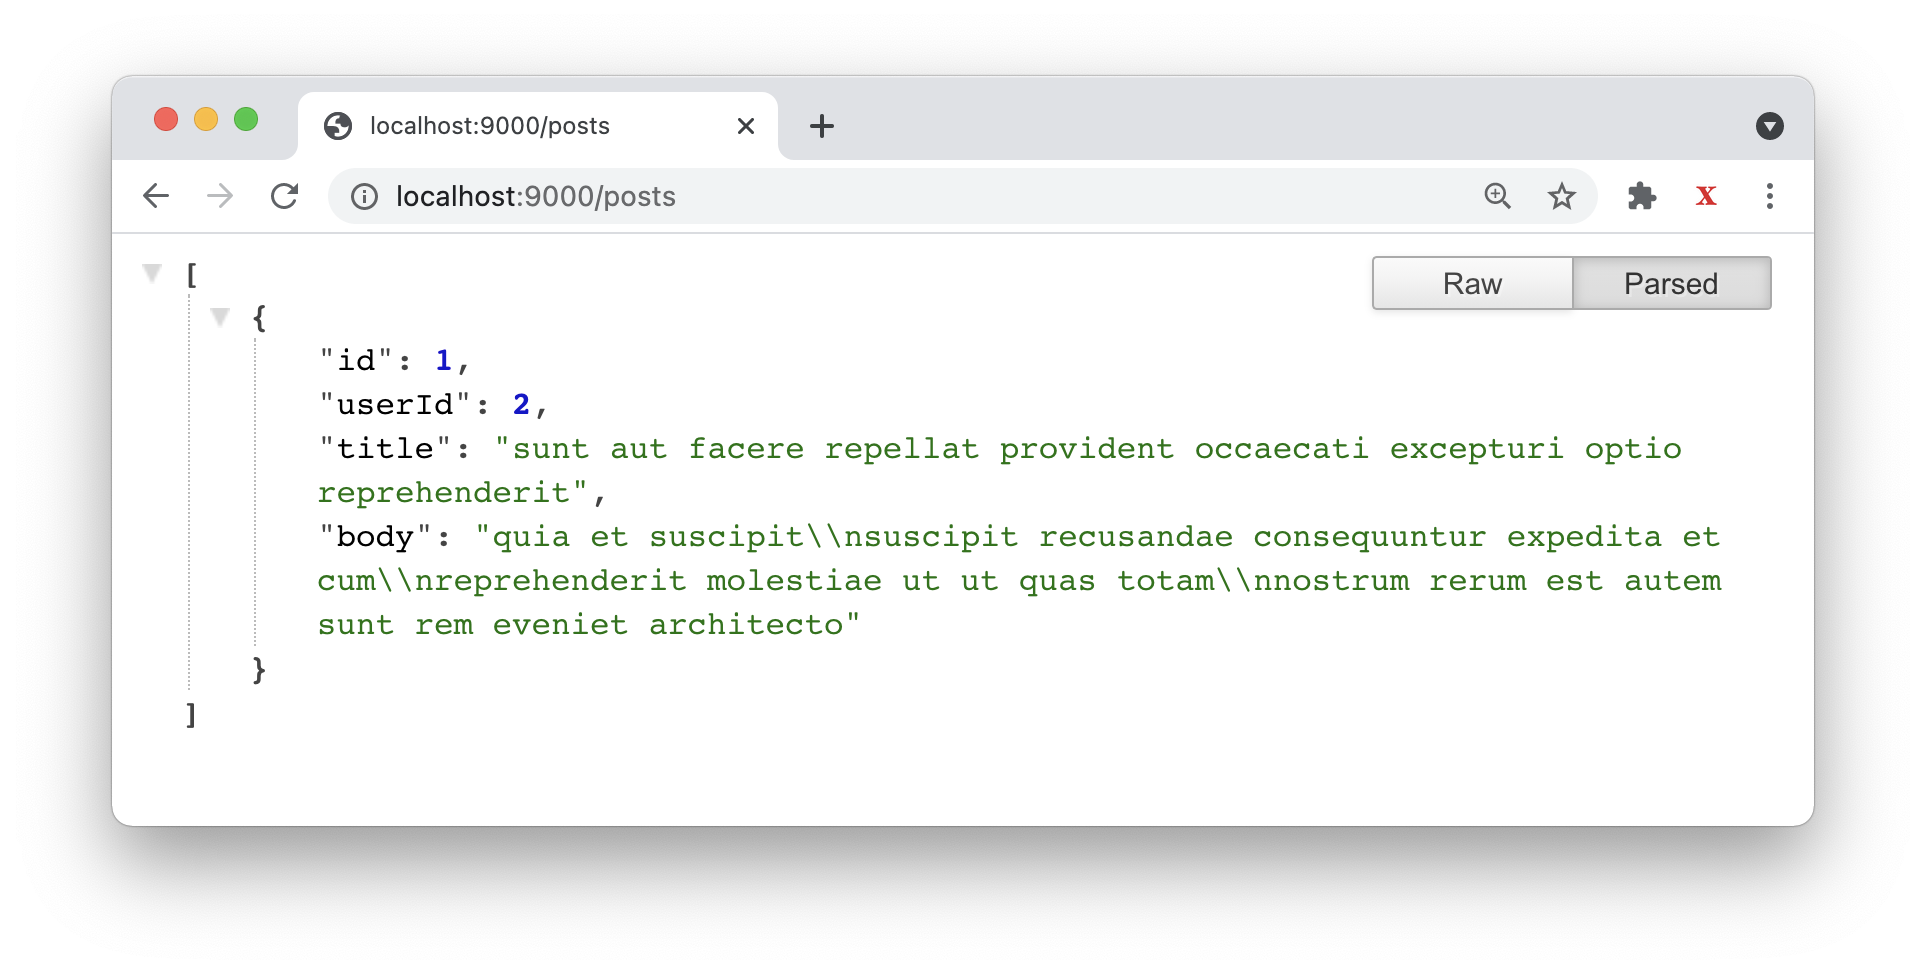 localhost:9000/posts
localhost:9000/posts
X
Raw Parsed
[
{
"id": 1,
"userId": 2,
"title": "sunt aut facere repellat provident occaecati excepturi optio
reprehenderit",
"body": "quia et suscipit\\nsuscipit recusandae consequuntur expedita et
cum\\nreprehenderit molestiae ut ut quas totam\\nnostrum rerum est autem
sunt rem eveniet architecto"
}
]